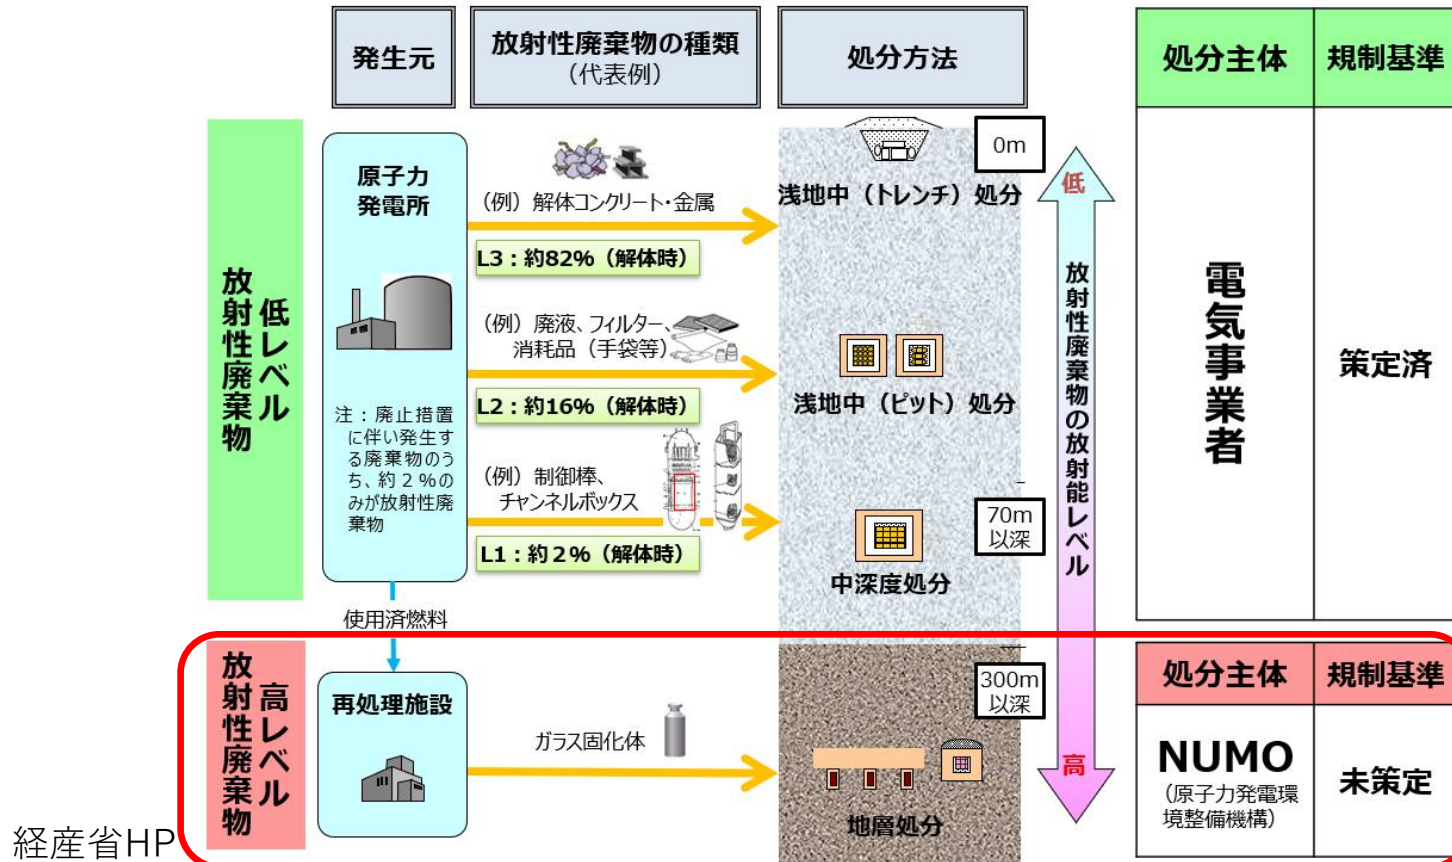 発生元
放射性廃棄物の種類
（代表例）
処分方法
処分主体
規制基準
低レベル
放射性廃棄物
原子力
発電所
注：廃止措置
に伴い発生す
る廃棄物のう
ち、約２％の
みが放射性廃
棄物
（例）解体コンクリート・金属
L3：約82%（解体時）
（例）廃液、フィルター、
消耗品（手袋等）
L2：約16%（解体時）
（例）制御棒、
チャンネルボックス
L1：約２%（解体時）
0m
浅地中（トレンチ）処分
浅地中（ピット）処分
70m
以深
中深度処分
低
放射性廃棄物の放射能レベル
高
電気事業者
策定済
使用済燃料
高レベル
放射性廃棄物
再処理施設
ガラス固化体
300m
以深
地層処分
処分主体
規制基準
NUMO
（原子力発電環
境整備機構）
未策定
経産省HP